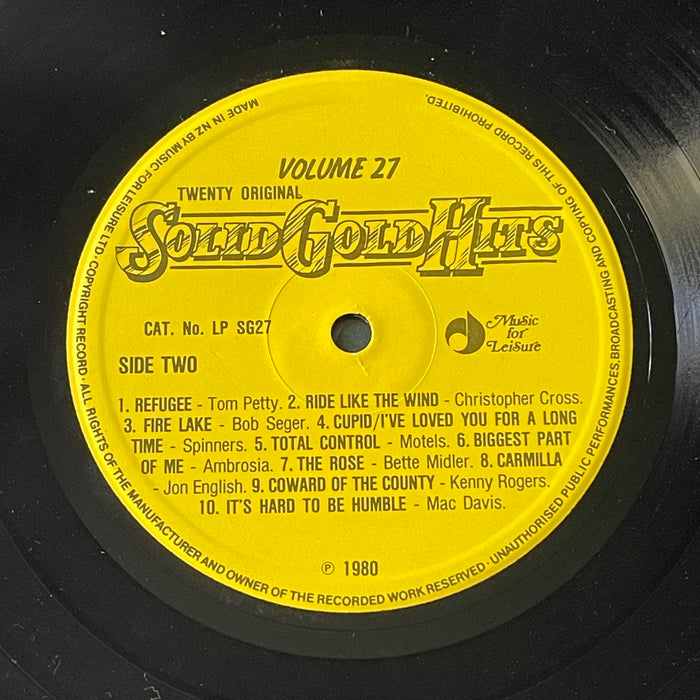 VOLUME 27
TWENTY ORIGINAL
SOLID GOLD HITS
CAT. No. LP SG27
Music
for
Leisure
SIDE TWO
1. REFUGEE - Tom Petty. 2. RIDE LIKE THE WIND - Christopher Cross.
3. FIRE LAKE - Bob Seger. 4. CUPID/I'VE LOVED YOU FOR A LONG
TIME - Spinners. 5. TOTAL CONTROL - Motels. 6. BIGGEST PART
OF ME - Ambrosia. 7. THE ROSE - Bette Midler. 8. CARMILLA
- Jon English. 9. COWARD OF THE COUNTY - Kenny Rogers.
10. IT'S HARD TO BE HUMBLE - Mac Davis.
℗ 1980
MADE IN NZ BY MUSIC FOR LEISURE LTD. · COPYRIGHT RECORD · ALL RIGHTS OF THE MANUFACTURER AND OWNER OF THE RECORDED WORK RESERVED · UNAUTHORISED PUBLIC PERFORMANCES, BROADCASTING AND COPYING OF THIS RECORD PROHIBITED.